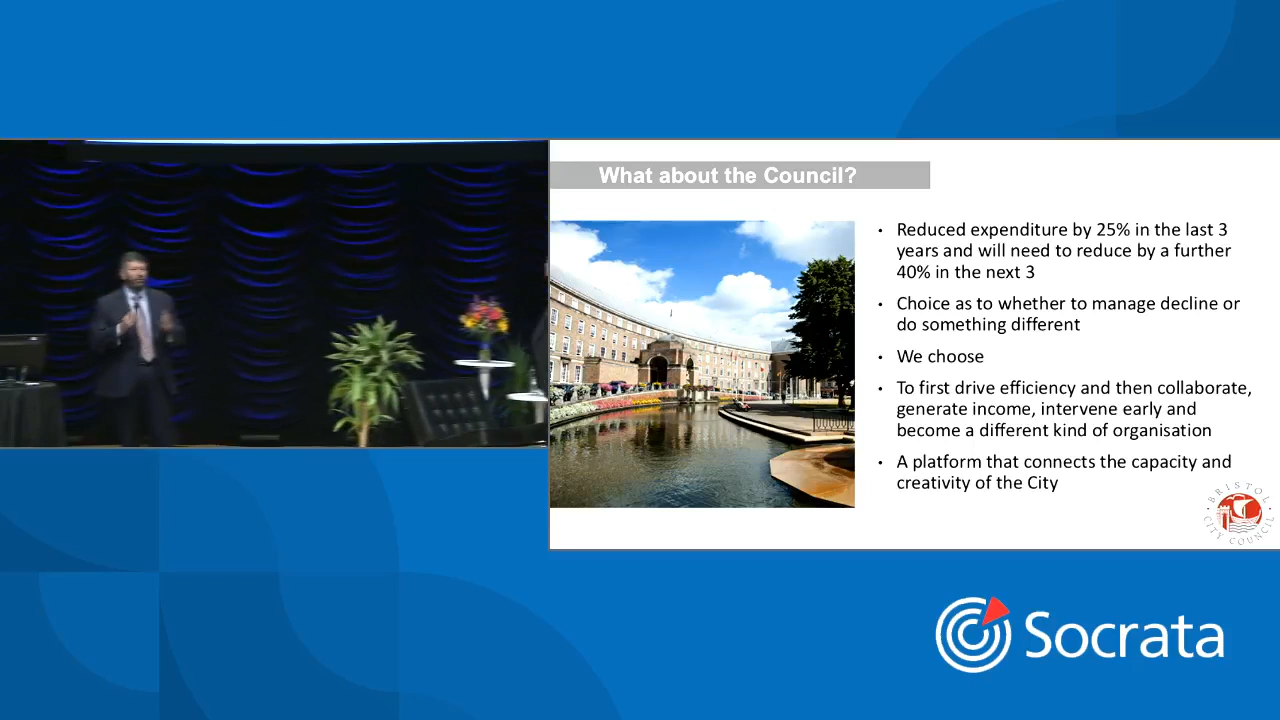 What about the Council?
• Reduced expenditure by 25% in the last 3
years and will need to reduce by a further
40% in the next 3
• Choice as to whether to manage decline or
do something different
• We choose
• To first drive efficiency and then collaborate,
generate income, intervene early and
become a different kind of organisation
• A platform that connects the capacity and
creativity of the City
BRISTOL
CITY COUNCIL
Socrata